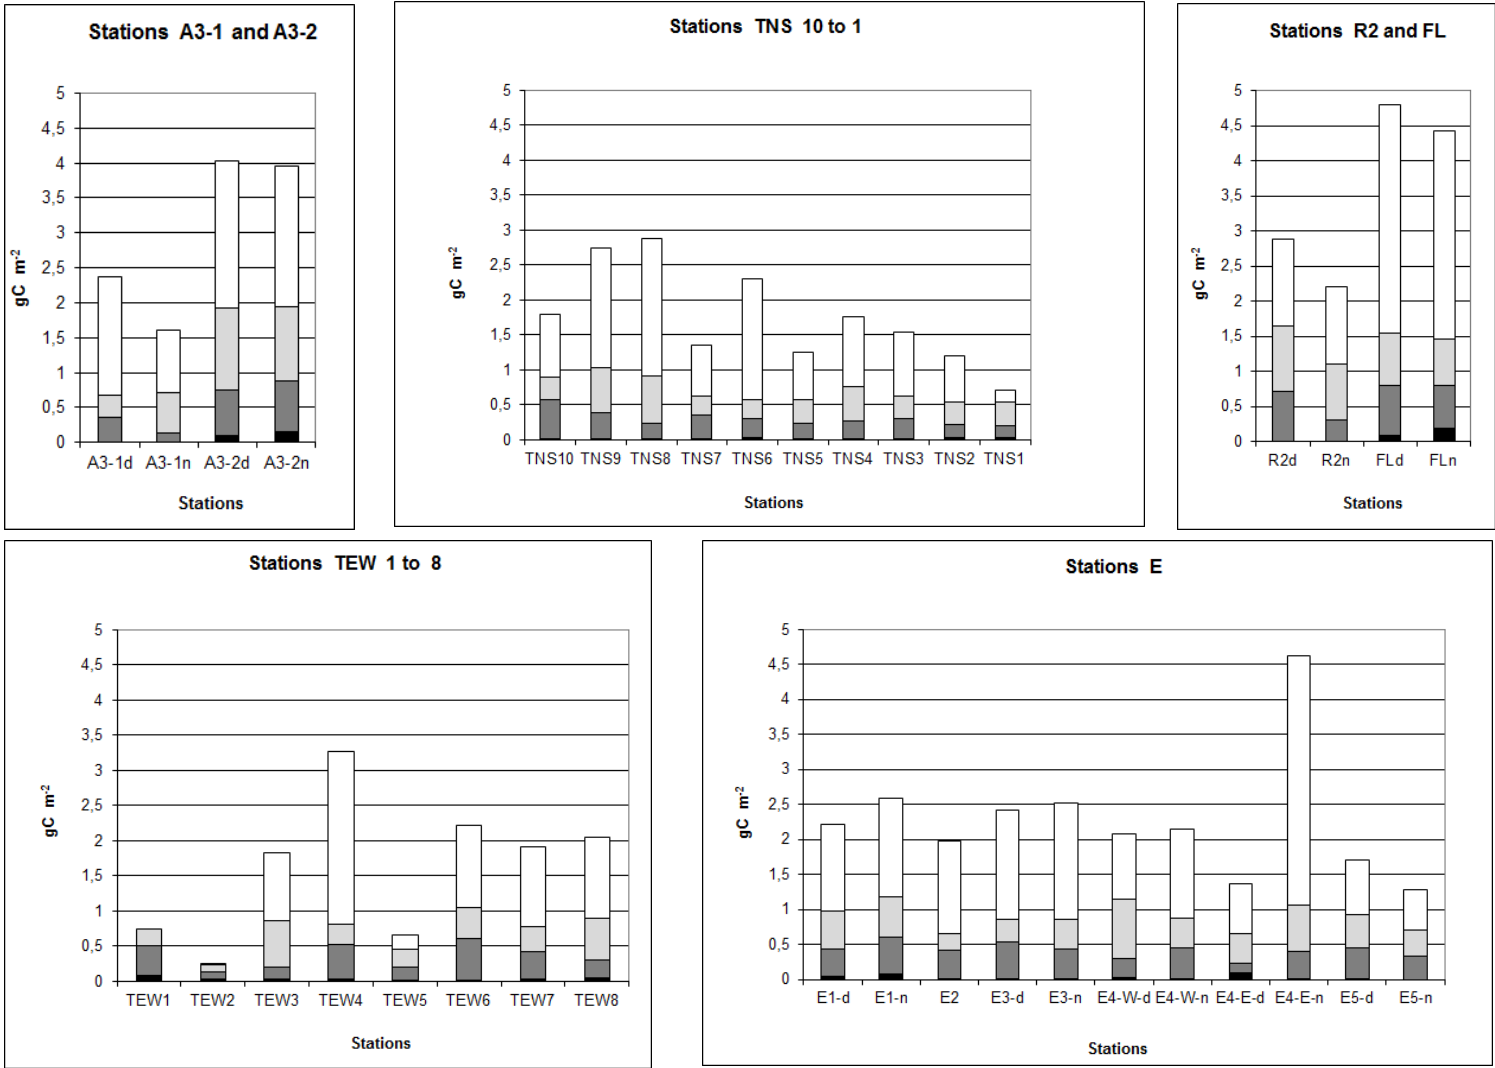 Stations A3-1 and A3-2
5
4,5
4
3,5
3
2,5
2
1,5
1
0,5
0
gC m-2
A3-1d A3-1n A3-2d A3-2n
Stations
Stations TNS 10 to 1
5
4,5
4
3,5
3
2,5
2
1,5
1
0,5
0
gC m-2
TNS10 TNS9 TNS8 TNS7 TNS6 TNS5 TNS4 TNS3 TNS2 TNS1
Stations
Stations R2 and FL
5
4,5
4
3,5
3
2,5
2
1,5
1
0,5
0
gC m-2
R2d R2n FLd FLn
Stations
Stations TEW 1 to 8
5
4,5
4
3,5
3
2,5
2
1,5
1
0,5
0
gC m-2
TEW1 TEW2 TEW3 TEW4 TEW5 TEW6 TEW7 TEW8
Stations
Stations E
5
4,5
4
3,5
3
2,5
2
1,5
1
0,5
0
gC m-2
E1-d E1-n E2 E3-d E3-n E4-W-d E4-W-n E4-E-d E4-E-n E5-d E5-n
Stations